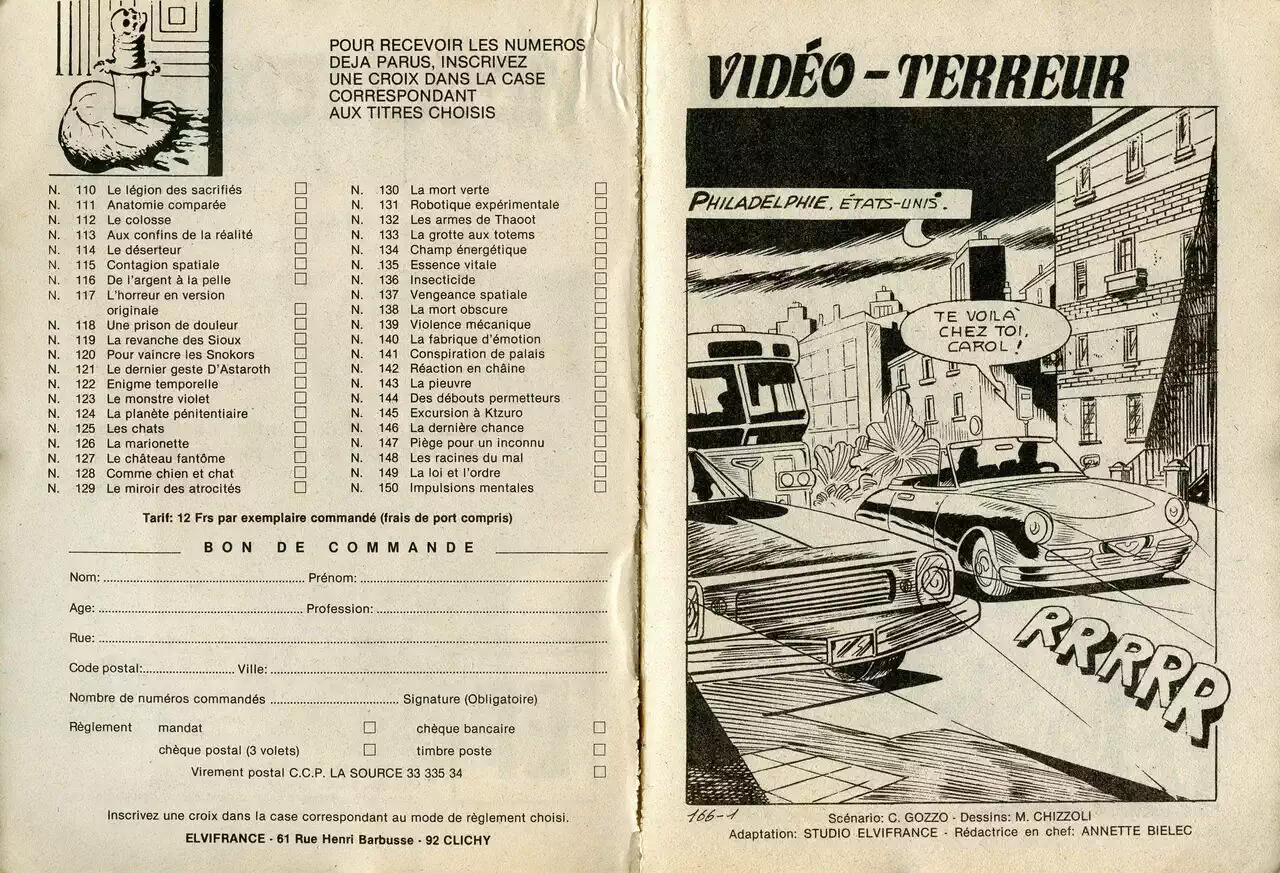 POUR RECEVOIR LES NUMEROS
DEJA PARUS, INSCRIVEZ
UNE CROIX DANS LA CASE
CORRESPONDANT
AUX TITRES CHOISIS
N. 110 Le légion des sacrifiés
N. 111 Anatomie comparée
N. 112 Le colosse
N. 113 Aux confins de la réalité
N. 114 Le déserteur
N. 115 Contagion spatiale
N. 116 De l'argent à la pelle
N. 117 L'horreur en version
originale
N. 118 Une prison de douleur
N. 119 La revanche des Sioux
N. 120 Pour vaincre les Snokors
N. 121 Le dernier geste D'Astaroth
N. 122 Enigme temporelle
N. 123 Le monstre violet
N. 124 La planète pénitentiaire
N. 125 Les chats
N. 126 La marionette
N. 127 Le château fantôme
N. 128 Comme chien et chat
N. 129 Le miroir des atrocités
N. 130 La mort verte
N. 131 Robotique expérimentale
N. 132 Les armes de Thaoot
N. 133 La grotte aux totems
N. 134 Champ énergétique
N. 135 Essence vitale
N. 136 Insecticide
N. 137 Vengeance spatiale
N. 138 La mort obscure
N. 139 Violence mécanique
N. 140 La fabrique d'émotion
N. 141 Conspiration de palais
N. 142 Réaction en châine
N. 143 La pieuvre
N. 144 Des débouts permetteurs
N. 145 Excursion à Ktzuro
N. 146 La dernière chance
N. 147 Piège pour un inconnu
N. 148 Les racines du mal
N. 149 La loi et l'ordre
N. 150 Impulsions mentales
Tarif: 12 Frs par exemplaire commandé (frais de port compris)
BON DE COMMANDE
Nom: Prénom:
Age: Profession:
Rue:
Code postal: Ville:
Nombre de numéros commandés Signature (Obligatoire)
Règlement mandat chèque bancaire
chèque postal (3 volets) timbre poste
Virement postal C.C.P. LA SOURCE 33 335 34
Inscrivez une croix dans la case correspondant au mode de règlement choisi.
ELVIFRANCE - 61 Rue Henri Barbusse - 92 CLICHY
VIDÉO - TERREUR
PHILADELPHIE, ÉTATS-UNIS.
TE VOILÀ
CHEZ TOI,
CAROL !
RRRRR
166-1
Scénario: C. GOZZO - Dessins: M. CHIZZOLI
Adaptation: STUDIO ELVIFRANCE - Rédactrice en chef: ANNETTE BIELEC